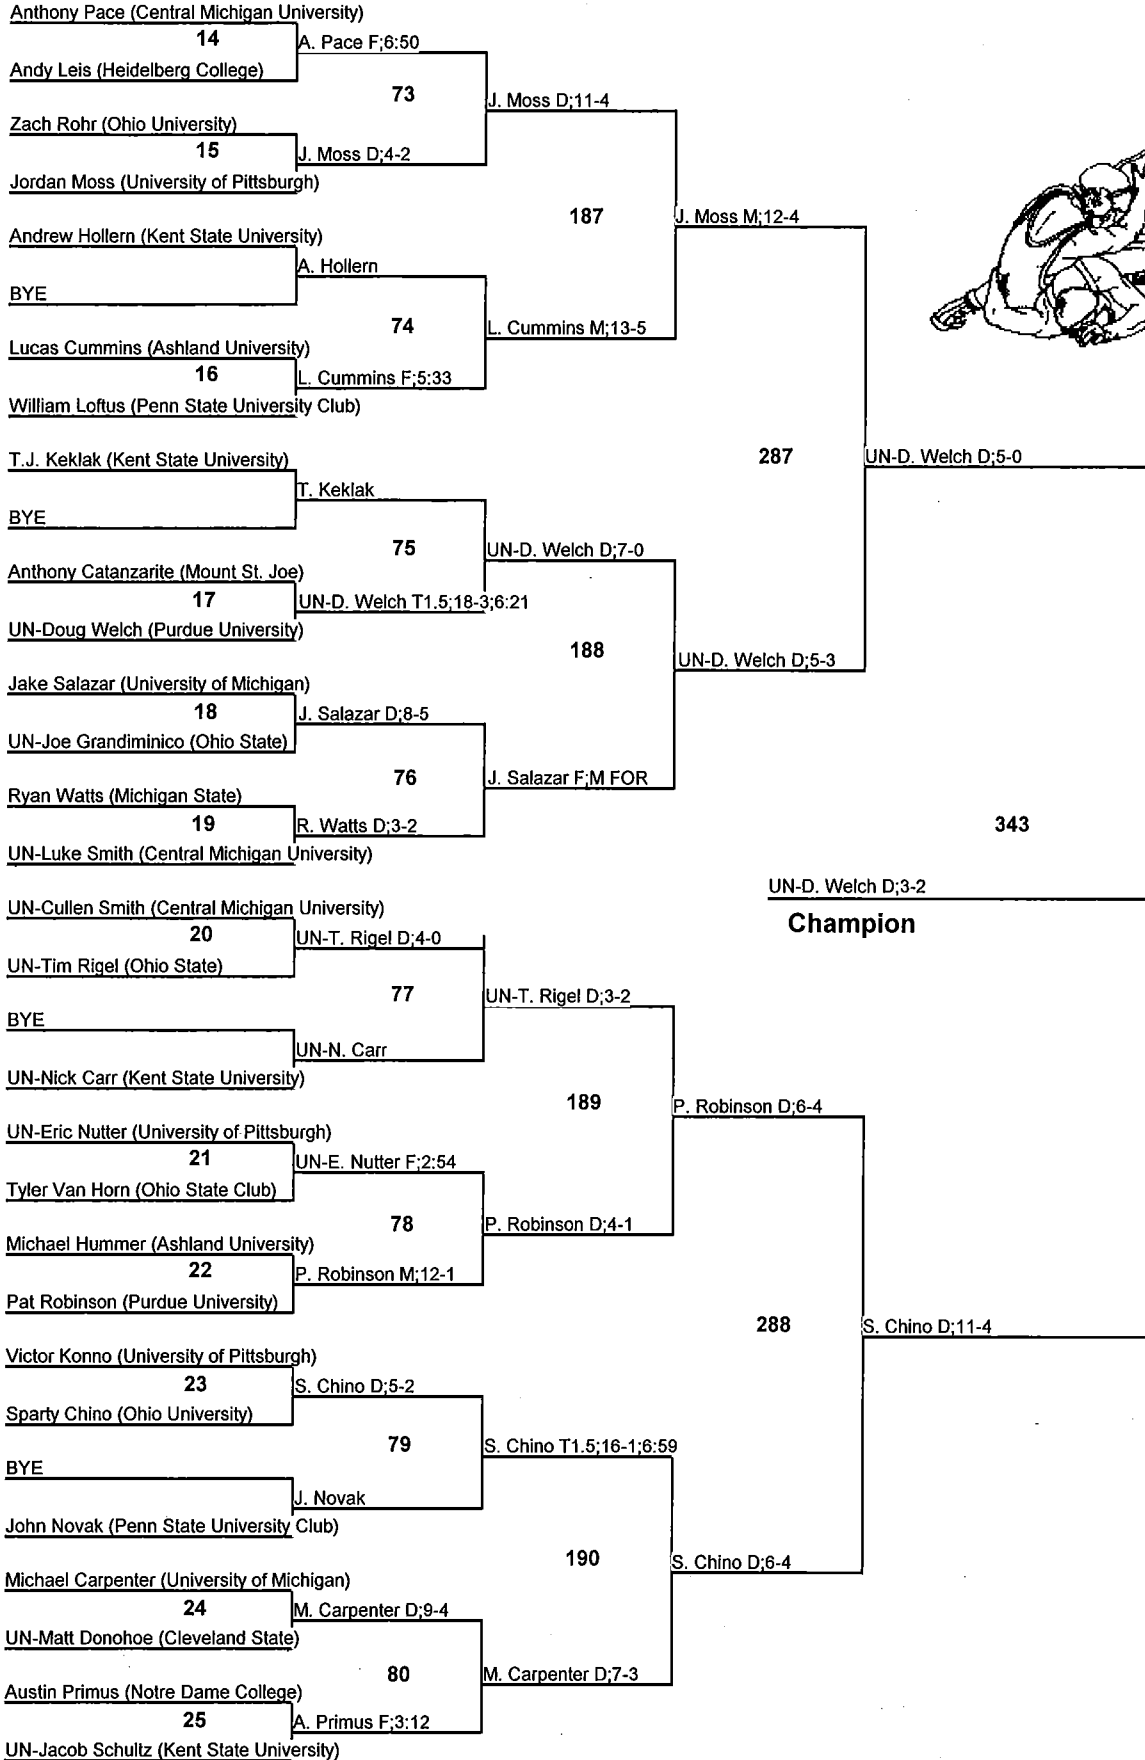 Anthony Pace (Central Michigan University)
14
A. Pace F;6:50
Andy Leis (Heidelberg College)
73
J. Moss D;11-4
Zach Rohr (Ohio University)
15
J. Moss D;4-2
Jordan Moss (University of Pittsburgh)
187
J. Moss M;12-4
Andrew Hollern (Kent State University)
A. Hollern
BYE
74
L. Cummins M;13-5
Lucas Cummins (Ashland University)
16
L. Cummins F;5:33
William Loftus (Penn State University Club)
287
UN-D. Welch D;5-0
T.J. Keklak (Kent State University)
T. Keklak
BYE
75
UN-D. Welch D;7-0
Anthony Catanzarite (Mount St. Joe)
17
UN-D. Welch T1.5;18-3;6:21
UN-Doug Welch (Purdue University)
188
UN-D. Welch D;5-3
Jake Salazar (University of Michigan)
18
J. Salazar D;8-5
UN-Joe Grandiminico (Ohio State)
76
J. Salazar F;M FOR
Ryan Watts (Michigan State)
19
R. Watts D;3-2
UN-Luke Smith (Central Michigan University)
343
UN-D. Welch D;3-2
Champion
UN-Cullen Smith (Central Michigan University)
20
UN-T. Rigel D;4-0
UN-Tim Rigel (Ohio State)
77
UN-T. Rigel D;3-2
BYE
UN-N. Carr
UN-Nick Carr (Kent State University)
189
P. Robinson D;6-4
UN-Eric Nutter (University of Pittsburgh)
21
UN-E. Nutter F;2:54
Tyler Van Horn (Ohio State Club)
78
P. Robinson D;4-1
Michael Hummer (Ashland University)
22
P. Robinson M;12-1
Pat Robinson (Purdue University)
288
S. Chino D;11-4
Victor Konno (University of Pittsburgh)
23
S. Chino D;5-2
Sparty Chino (Ohio University)
79
S. Chino T1.5;16-1;6:59
BYE
J. Novak
John Novak (Penn State University Club)
190
S. Chino D;6-4
Michael Carpenter (University of Michigan)
24
M. Carpenter D;9-4
UN-Matt Donohoe (Cleveland State)
80
M. Carpenter D;7-3
Austin Primus (Notre Dame College)
25
A. Primus F;3:12
UN-Jacob Schultz (Kent State University)